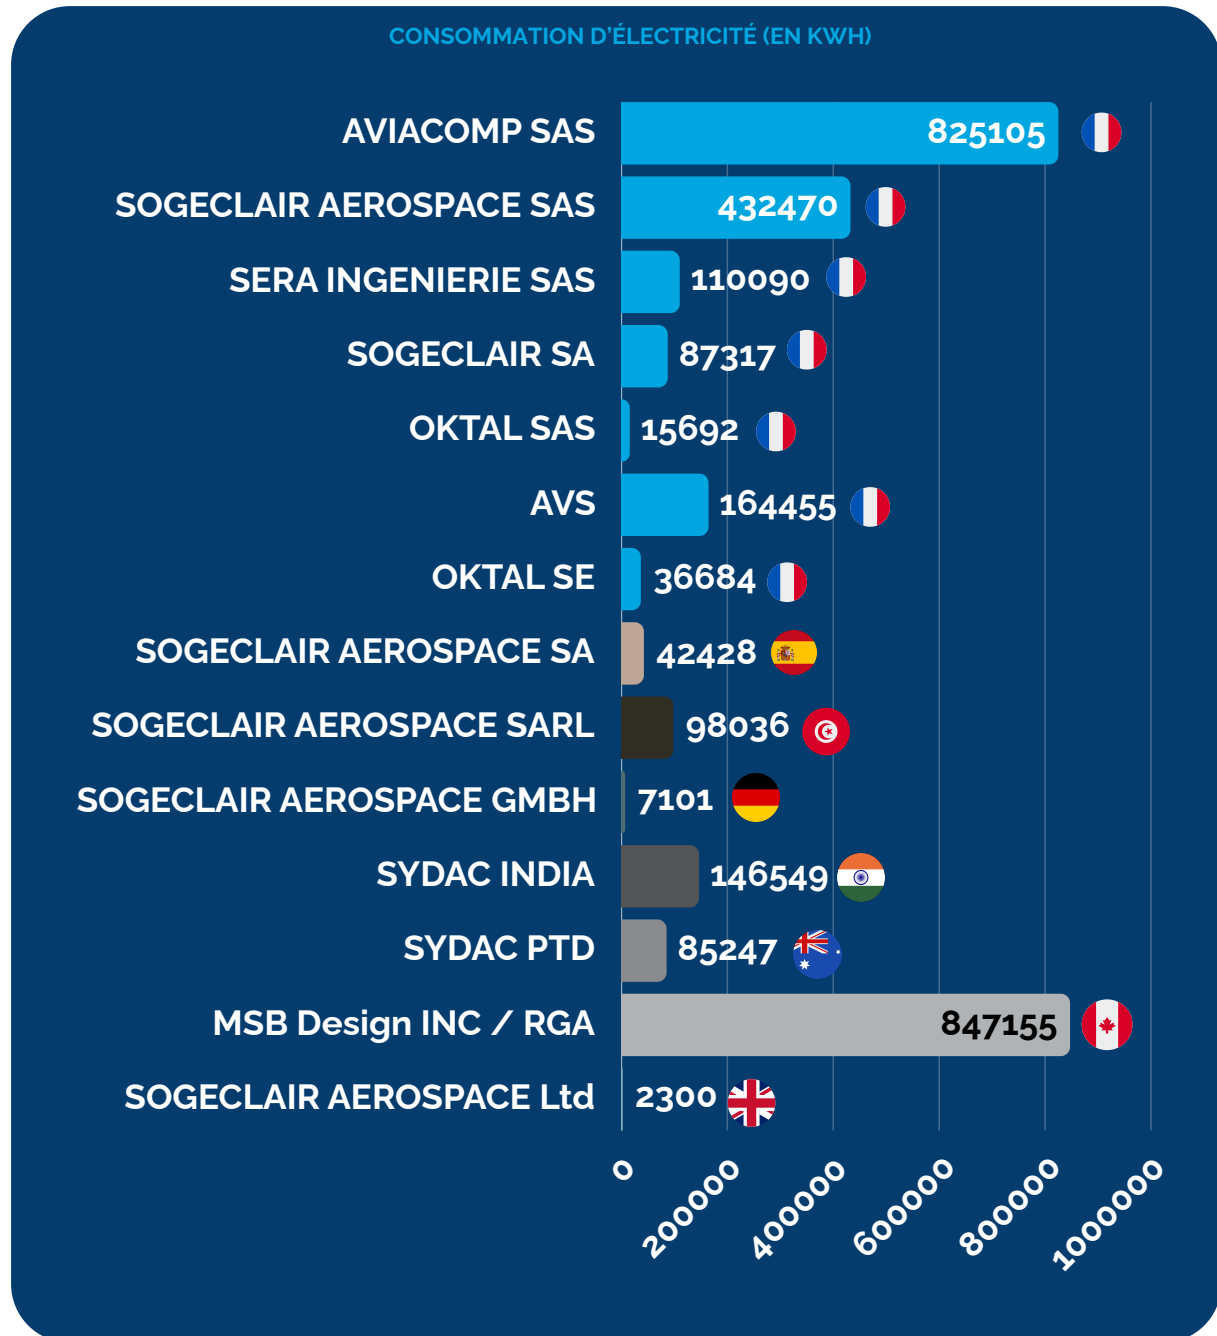 CONSOMMATION D'ÉLECTRICITÉ (EN KWH)
AVIACOMP SAS 825105
SOGECLAIR AEROSPACE SAS 432470
SERA INGENIERIE SAS 110090
SOGECLAIR SA 87317
OKTAL SAS 15692
AVS 164455
OKTAL SE 36684
SOGECLAIR AEROSPACE SA 42428
SOGECLAIR AEROSPACE SARL 98036
SOGECLAIR AEROSPACE GMBH 7101
SYDAC INDIA 146549
SYDAC PTD 85247
MSB Design INC / RGA 847155
SOGECLAIR AEROSPACE Ltd 2300
0 200000 400000 600000 800000 1000000